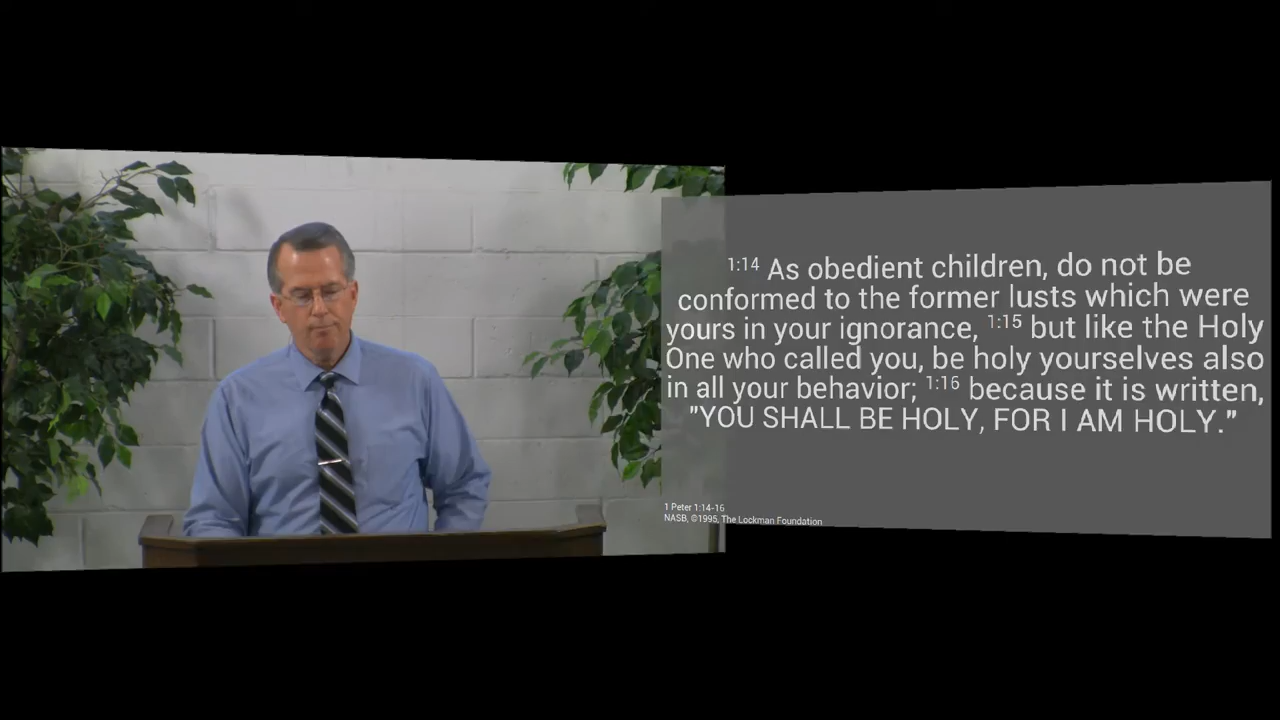 1:14 As obedient children, do not be
conformed to the former lusts which were
yours in your ignorance, 1:15 but like the Holy
One who called you, be holy yourselves also
in all your behavior; 1:16 because it is written,
"YOU SHALL BE HOLY, FOR I AM HOLY."
1 Peter 1:14-16
NASB, ©1995, The Lockman Foundation